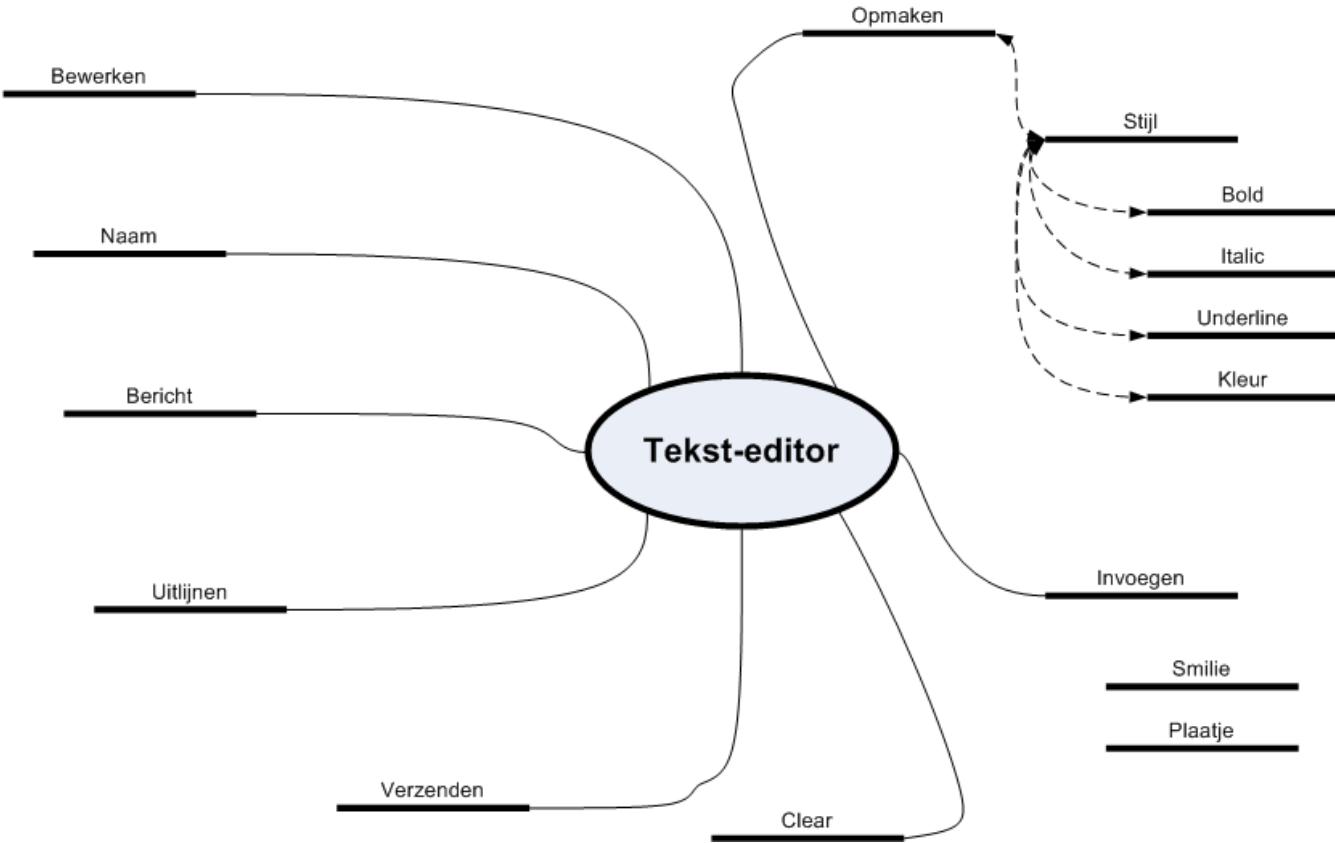 Opmaken
Bewerken
Stijl
Bold
Naam
Italic
Underline
Kleur
Bericht
Tekst-editor
Invoegen
Uitlijnen
Smilie
Plaatje
Verzenden
Clear